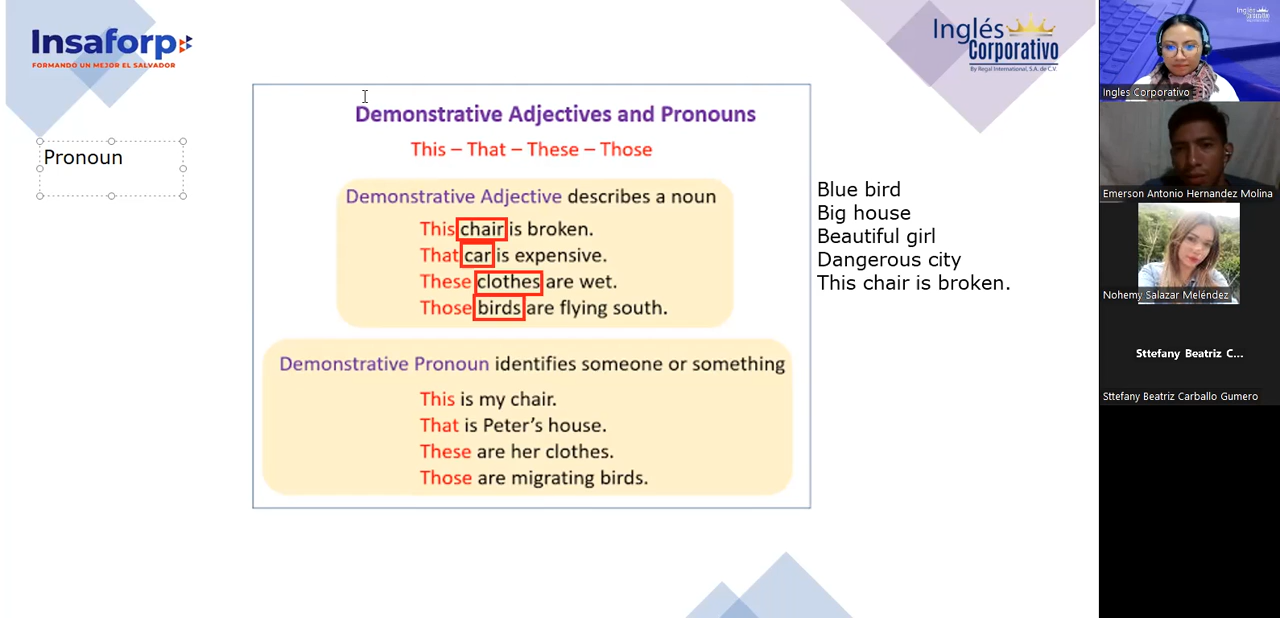 Insaforp
FORMANDO UN MEJOR EL SALVADOR
Inglés
Corporativo
By Regal International, S.A. de C.V.
Pronoun
Demonstrative Adjectives and Pronouns
This – That – These – Those
Demonstrative Adjective describes a noun
This chair is broken.
That car is expensive.
These clothes are wet.
Those birds are flying south.
Demonstrative Pronoun identifies someone or something
This is my chair.
That is Peter's house.
These are her clothes.
Those are migrating birds.
Blue bird
Big house
Beautiful girl
Dangerous city
This chair is broken.
Inglés
Ingles Corporativo
Emerson Antonio Hernandez Molina
Nohemy Salazar Meléndez
Sttefany Beatriz C...
Sttefany Beatriz Carballo Gumero